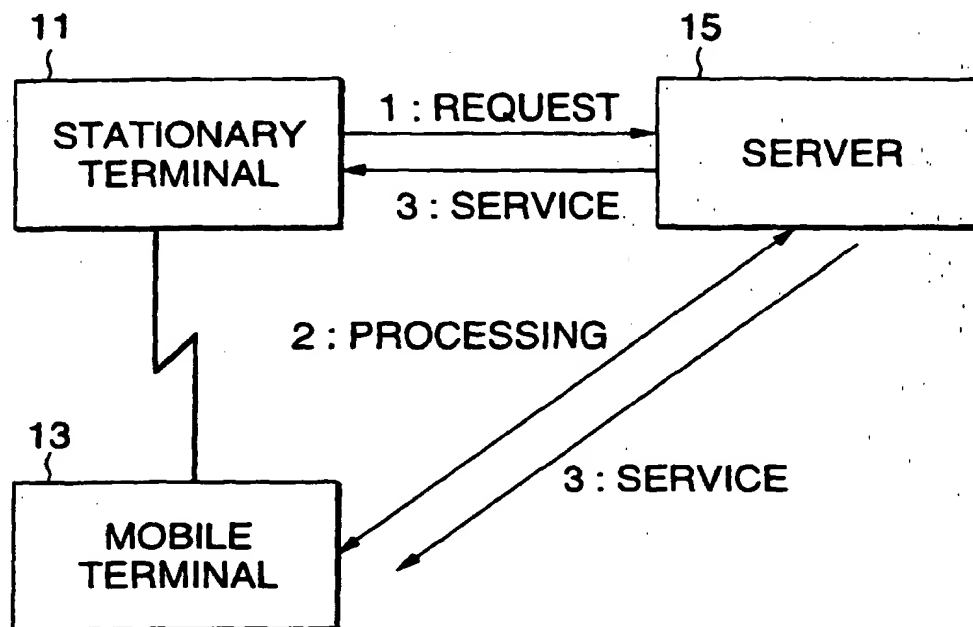 11
15
STATIONARY
TERMINAL
1 : REQUEST
SERVER
3 : SERVICE
2 : PROCESSING
13
3 : SERVICE
MOBILE
TERMINAL